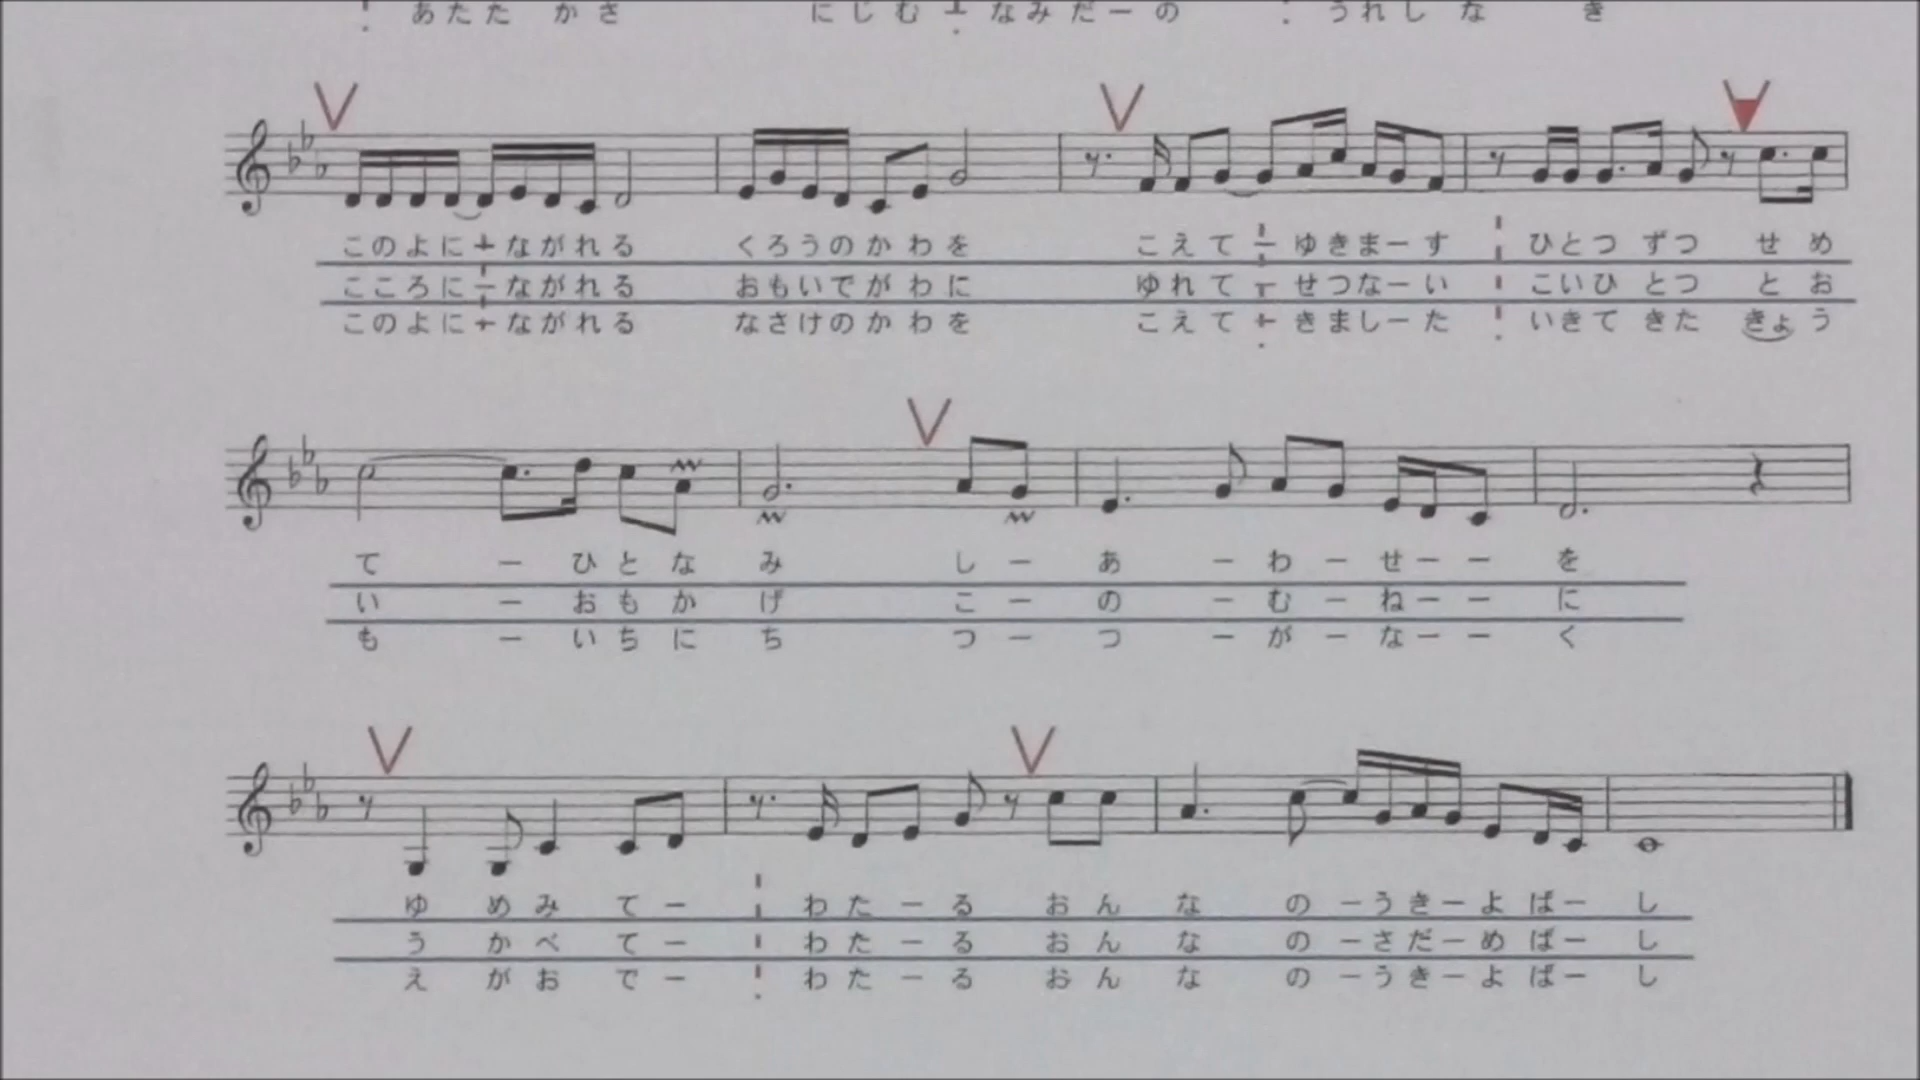 あたた かさ にじむ ー なみだーの うれしな き
このよにーながれる くろうのかわを こえてーゆきまーす ひとつ ずつ せめ
こころにーながれる おもいでがわに ゆれてーせつなーい こいひ とつ とお
このよにーながれる なさけのかわを こえてーきましーた いきて きた きょう
て ー ひとな み し ー あ ー わ ー せ ー ー を
い ー おもか げ こ ー の ー む ー ね ー ー に
も ー いちに ち つ ー つ ー が ー な ー ー く
ゆ めみ て ー わた ー る おん な の ーうきーよ ばー し
う かべ て ー わた ー る おん な の ーさだーめ ばー し
え がお で ー わた ー る おん な の ーうきーよ ばー し